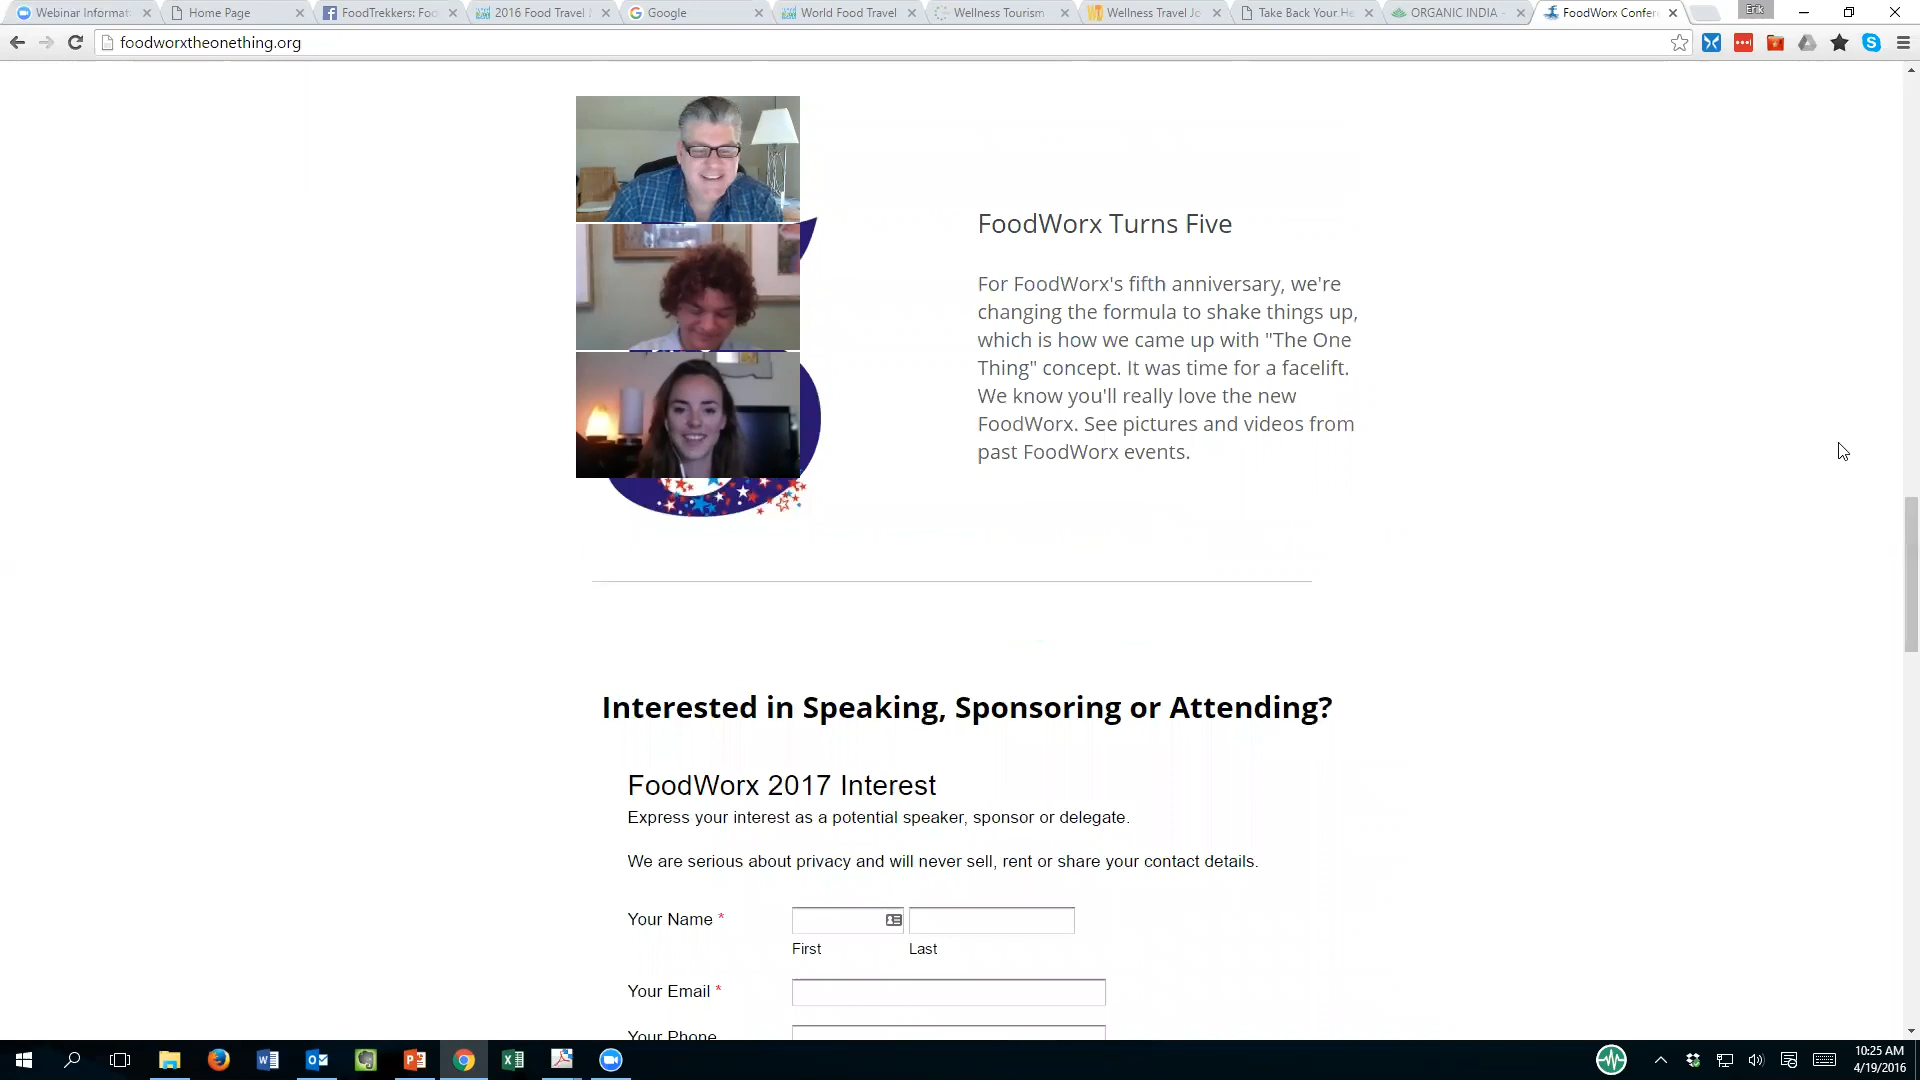 Webinar Informat
Home Page
FoodTrekkers: Foo
2016 Food Travel
Google
World Food Travel
Wellness Tourism
Wellness Travel Jo
Take Back Your He
ORGANIC INDIA -
FoodWorx Confer
Erik
foodworxtheonething.org
FoodWorx Turns Five
For FoodWorx's fifth anniversary, we're
changing the formula to shake things up,
which is how we came up with "The One
Thing" concept. It was time for a facelift.
We know you'll really love the new
FoodWorx. See pictures and videos from
past FoodWorx events.
Interested in Speaking, Sponsoring or Attending?
FoodWorx 2017 Interest
Express your interest as a potential speaker, sponsor or delegate.
We are serious about privacy and will never sell, rent or share your contact details.
Your Name *
First
Last
Your Email *
Your Phone
10:25 AM
4/19/2016